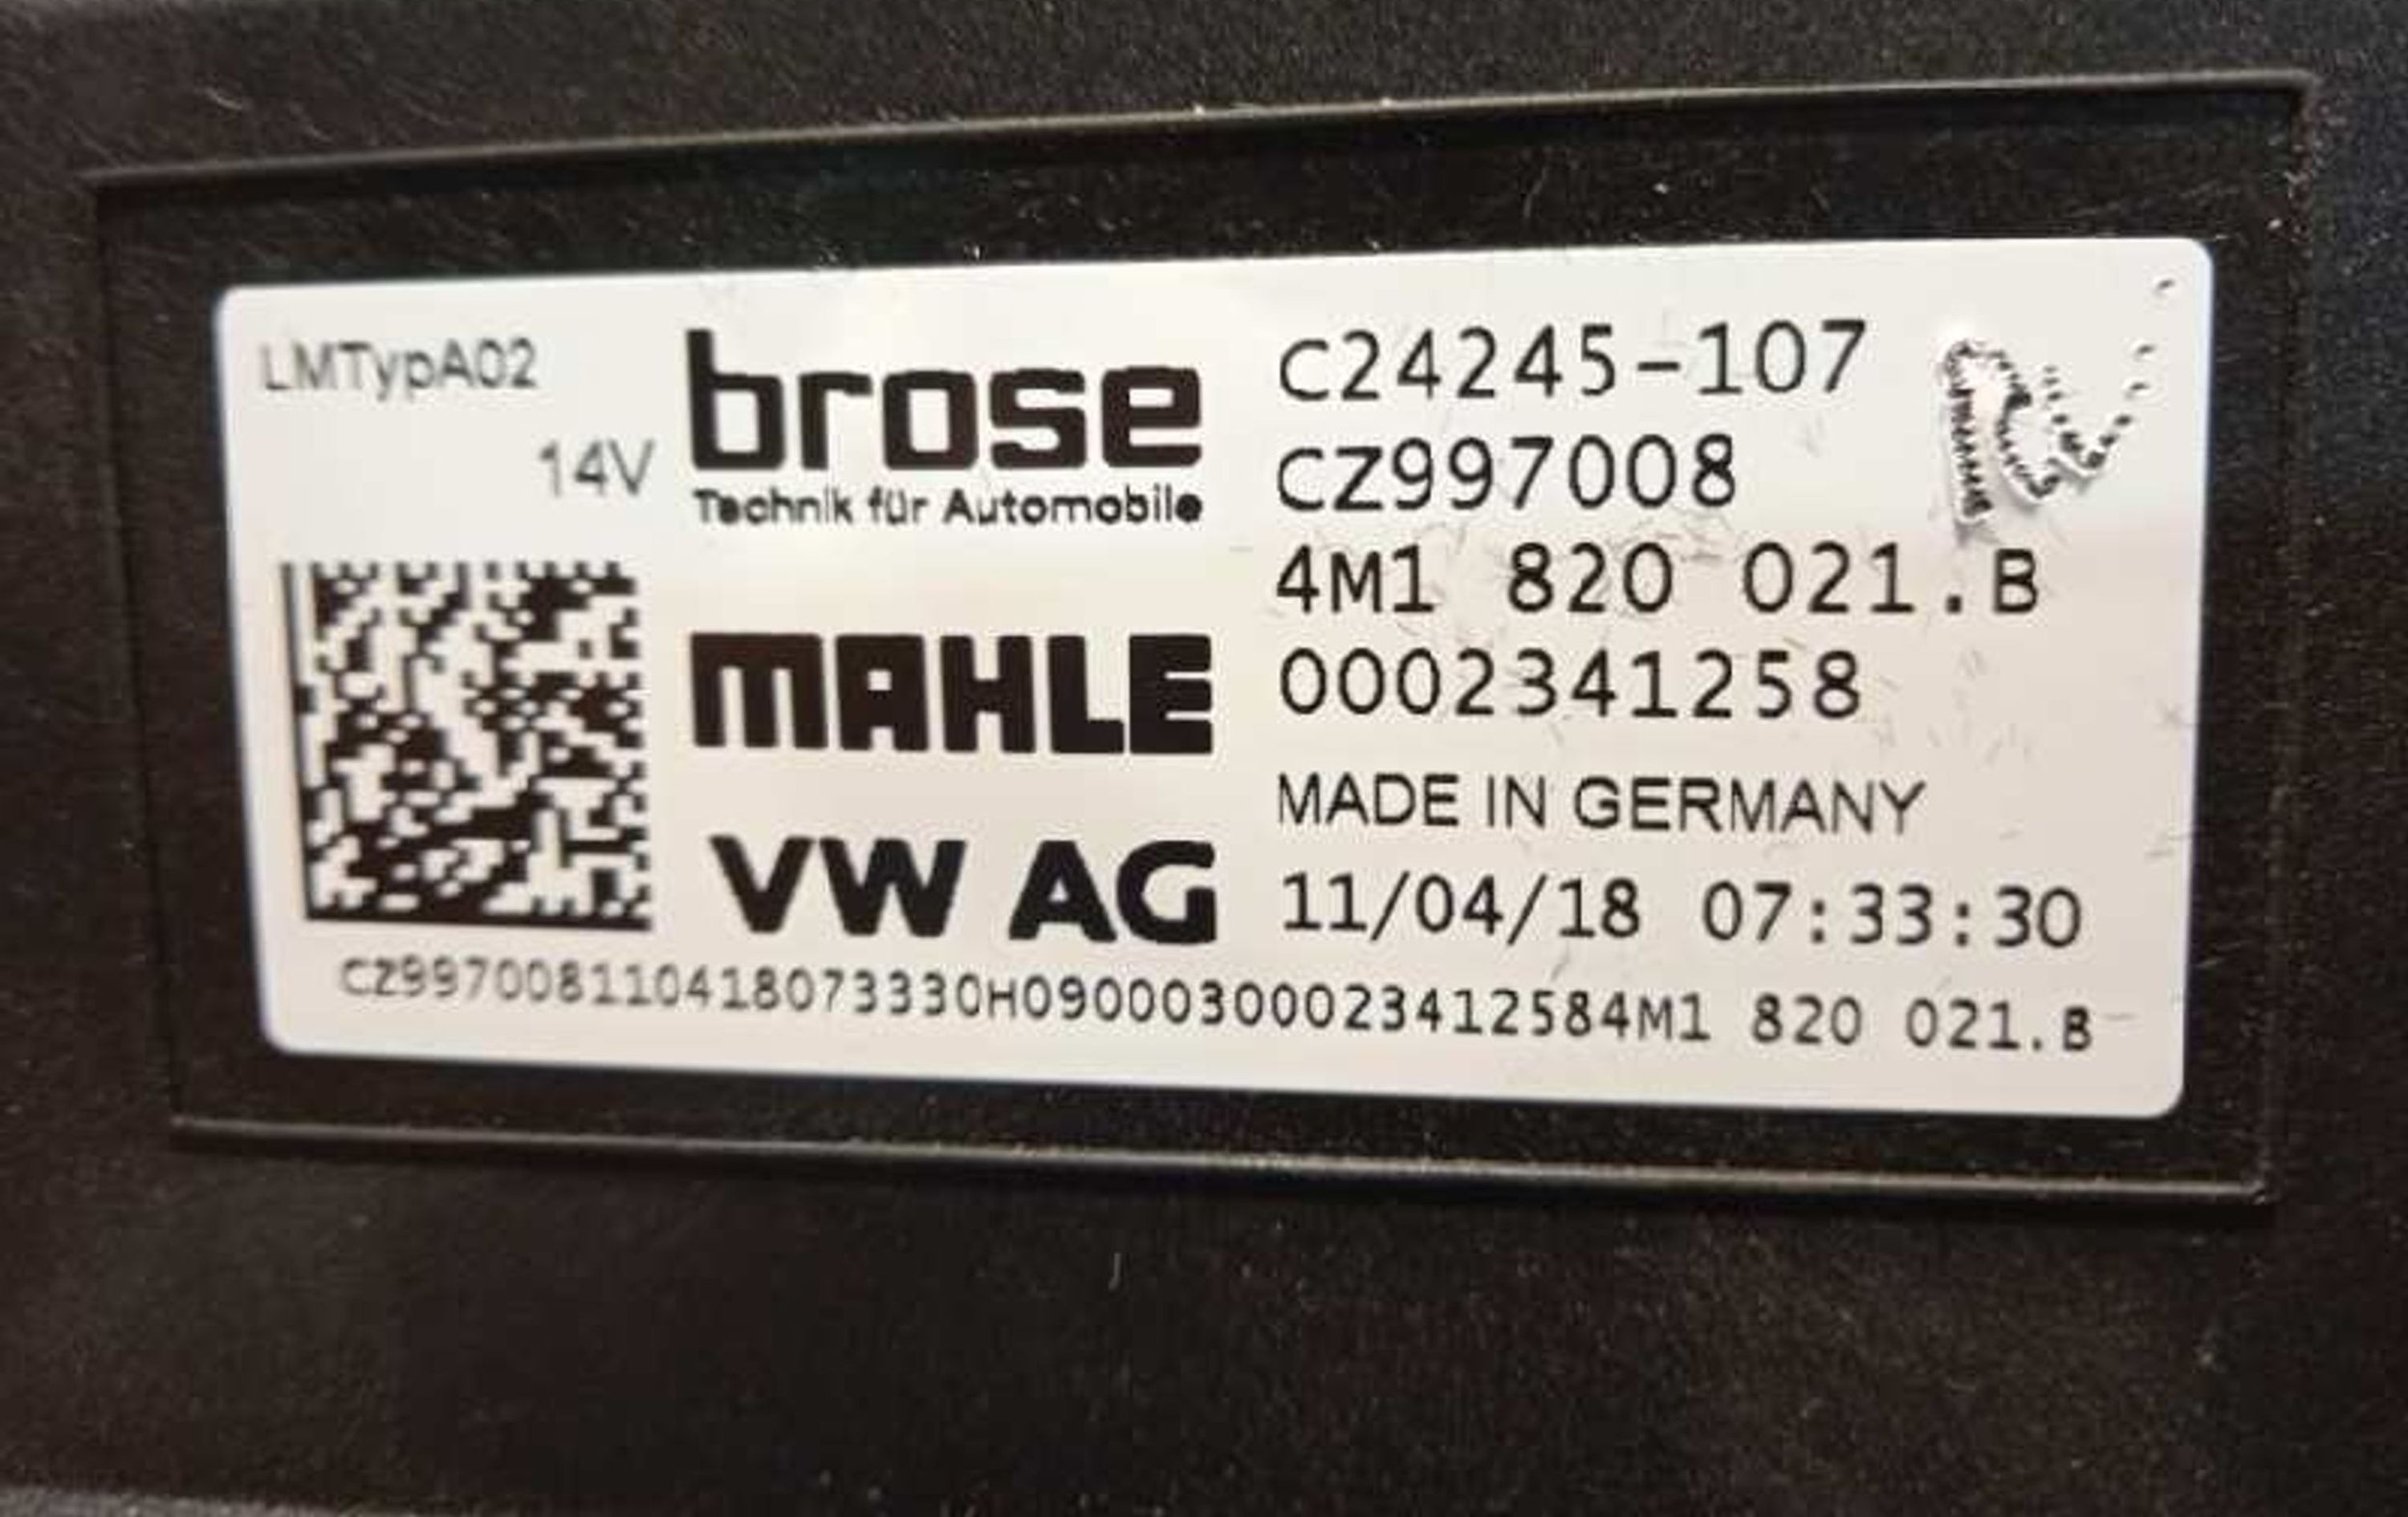 LMTypA02
14V
brose
Technik für Automobile
MAHLE
VW AG
C24245-107
CZ997008
4M1 820 021.B
0002341258
MADE IN GERMANY
11/04/18 07:33:30
CZ997008110418073330H09000300023412584M1 820 021.B